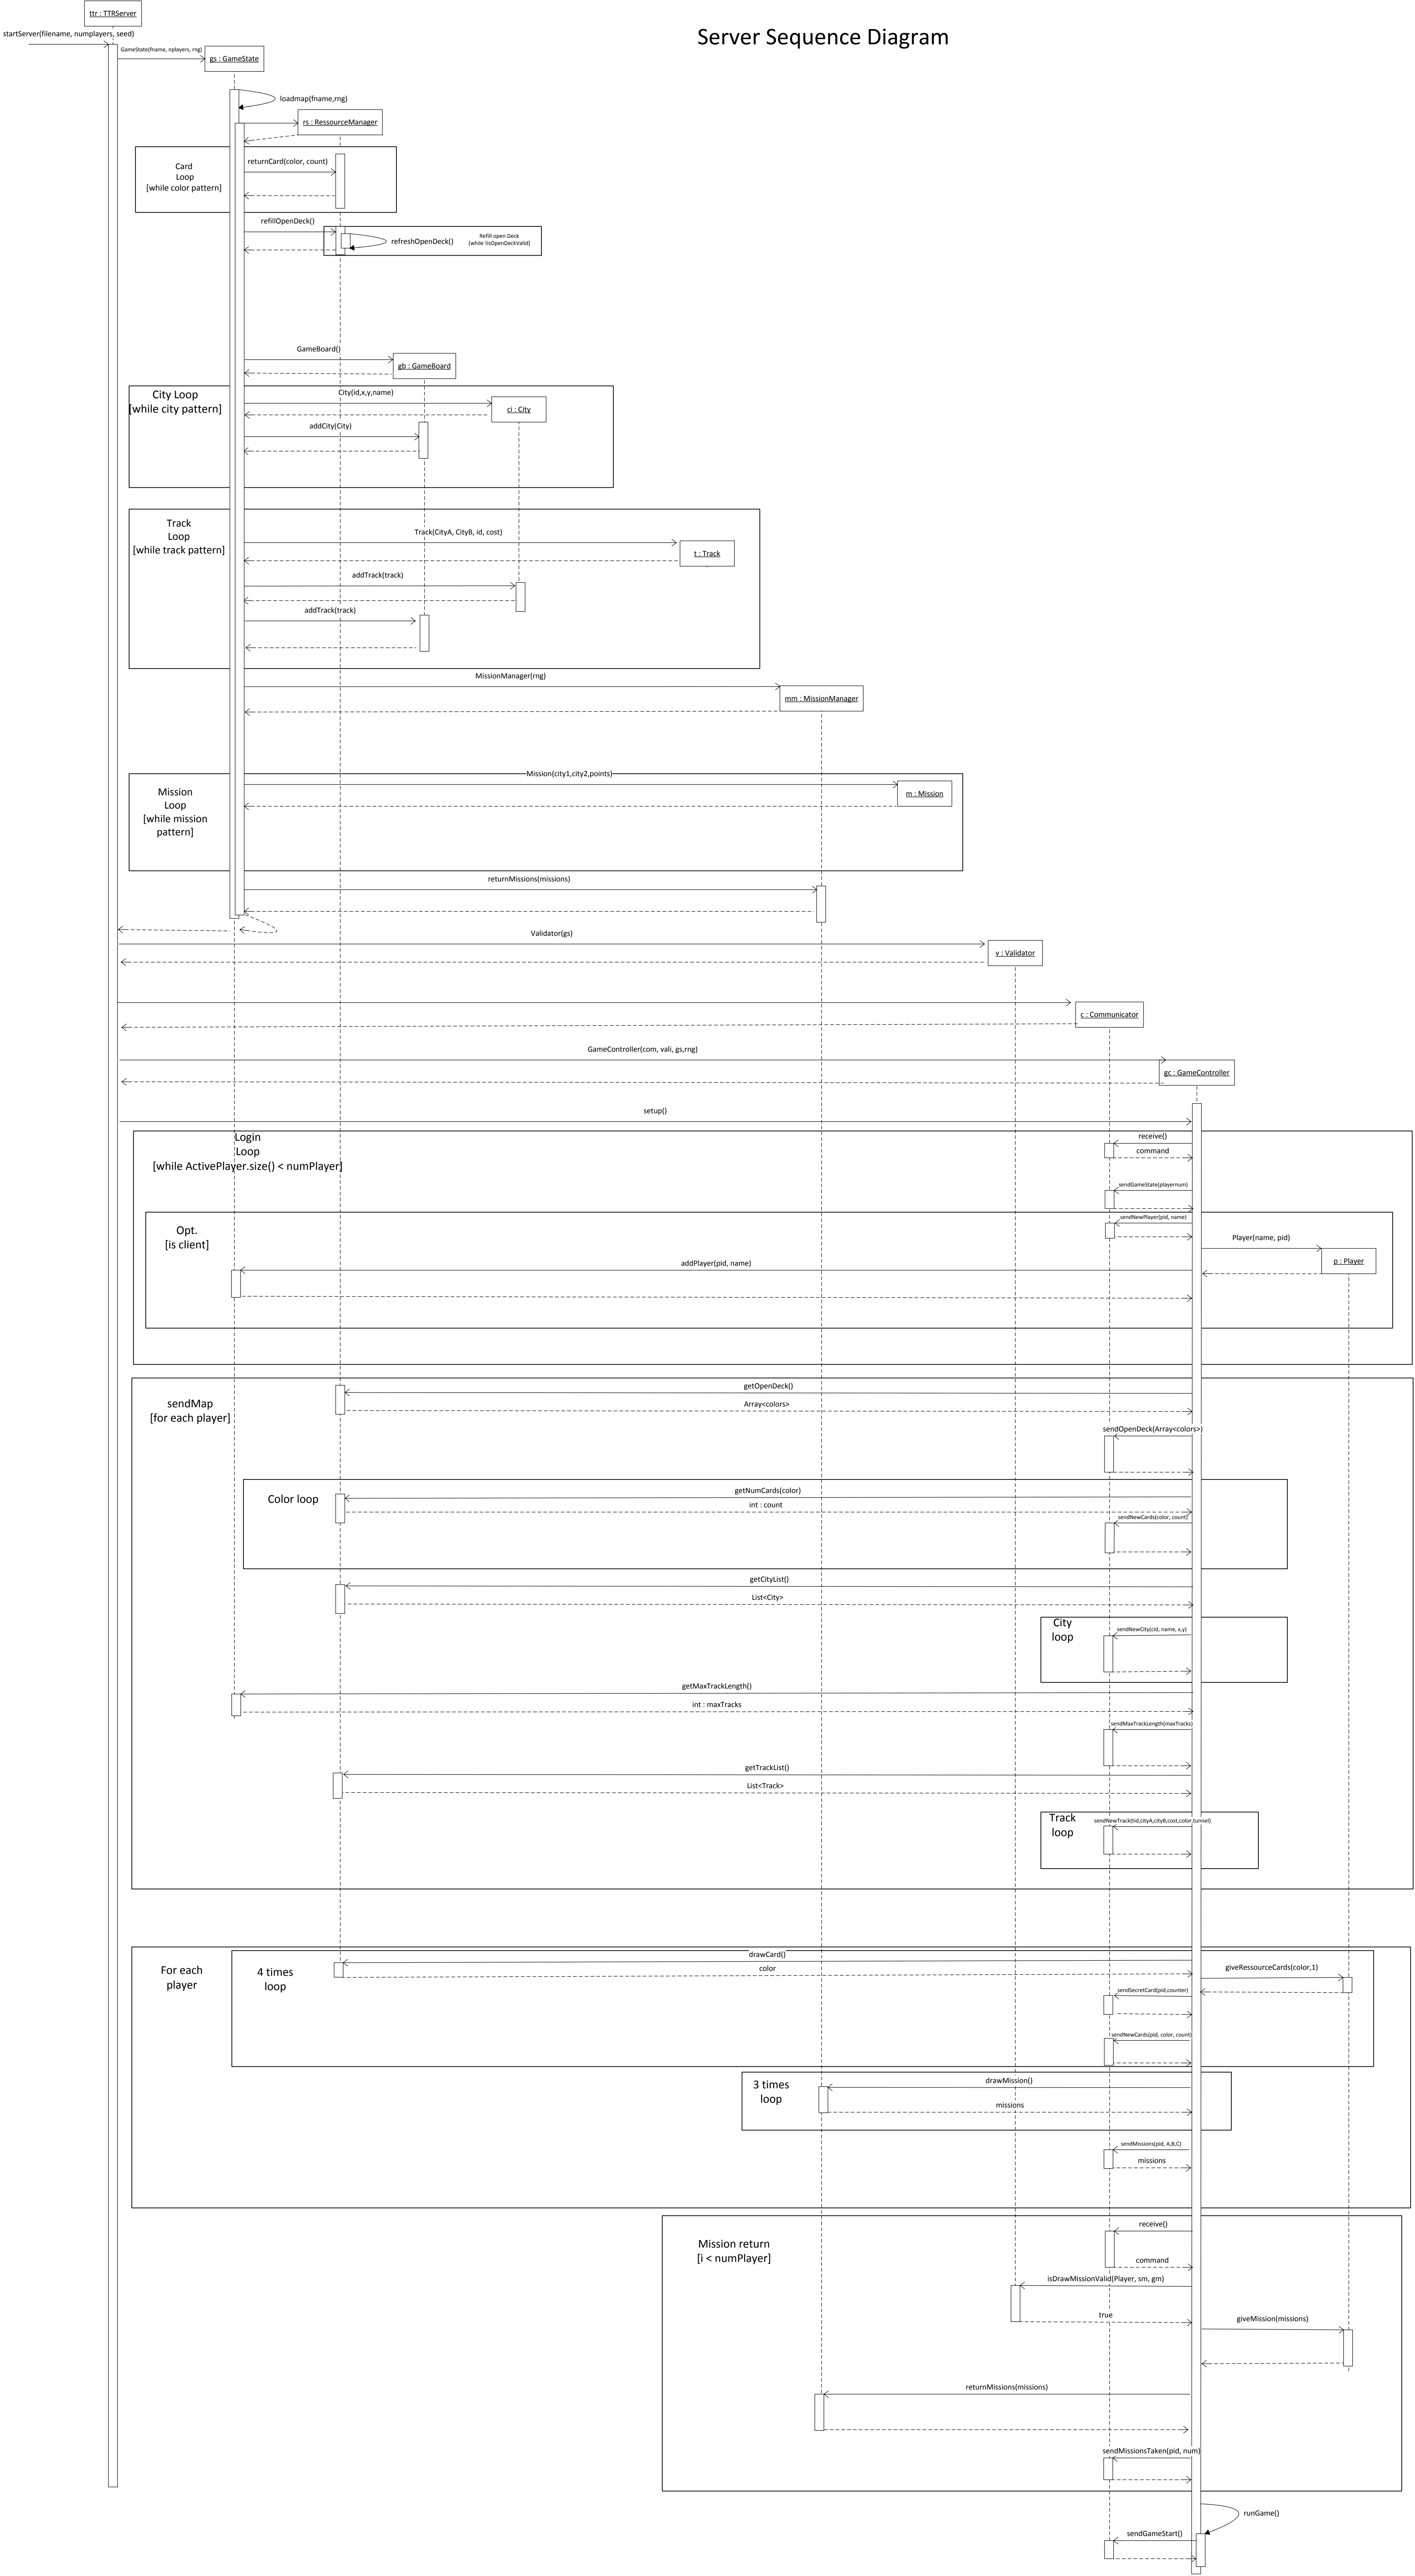 ttr : TTRServer
startServer(filename, numplayers, seed)
Server Sequence Diagram
GameState(fname, nplayers, rng)
gs : GameState
loadmap(fname,rng)
rs : RessourceManager
Card
Loop
[while color pattern]
returnCard(color, count)
refillOpenDeck()
refreshOpenDeck()
Refill open Deck
[while !isOpenDeckValid]
GameBoard()
gb : GameBoard
City Loop
[while city pattern]
City(id,x,y,name)
ci : City
addCity(City)
Track
Loop
[while track pattern]
Track(CityA, CityB, id, cost)
t : Track
addTrack(track)
addTrack(track)
MissionManager(rng)
mm : MissionManager
Mission(city1,city2,points)
Mission
Loop
[while mission
pattern]
m : Mission
returnMissions(missions)
Validator(gs)
v : Validator
c : Communicator
GameController(com, vali, gs,rng)
gc : GameController
setup()
Login
Loop
[while ActivePlayer.size() < numPlayer]
receive()
command
sendGameState(playernum)
Opt.
[is client]
sendNewPlayer(pid, name)
Player(name, pid)
p : Player
addPlayer(pid, name)
sendMap
[for each player]
getOpenDeck()
Array<colors>
sendOpenDeck(Array<colors>)
Color loop
getNumCards(color)
int : count
sendNewCards(color, count)
getCityList()
List<City>
City
loop
sendNewCity(cid, name, x,y)
getMaxTrackLength()
int : maxTracks
sendMaxTrackLength(maxTracks)
getTrackList()
List<Track>
Track
loop
sendNewTrack(tid,cityA,cityB,cost,color,tunnel)
For each
player
4 times
loop
drawCard()
color
giveRessourceCards(color,1)
sendSecretCard(pid,counter)
sendNewCards(pid, color, count)
3 times
loop
drawMission()
missions
sendMissions(pid, A,B,C)
missions
Mission return
[i < numPlayer]
receive()
command
isDrawMissionValid(Player, sm, gm)
true
giveMission(missions)
returnMissions(missions)
sendMissionsTaken(pid, num)
runGame()
sendGameStart()